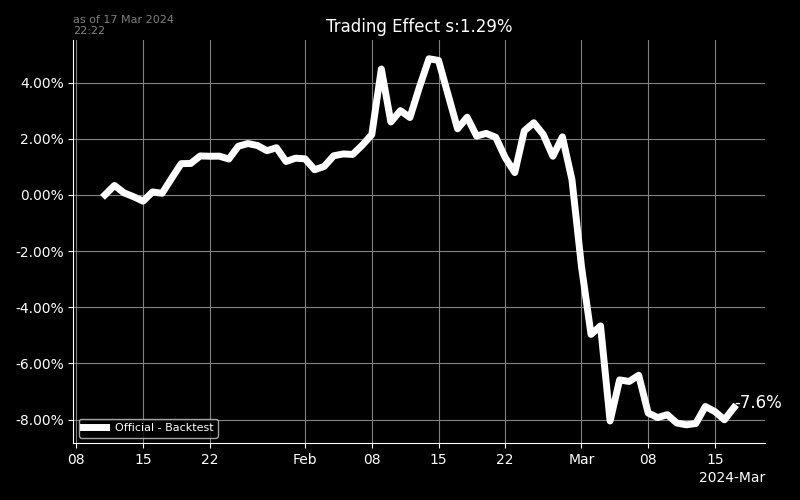 as of 17 Mar 2024
22:22
Trading Effect s:1.29%
4.00%
2.00%
0.00%
-2.00%
-4.00%
-6.00%
-8.00%
-7.6%
Official - Backtest
08 15 22 Feb 08 15 22 Mar 08 15
2024-Mar